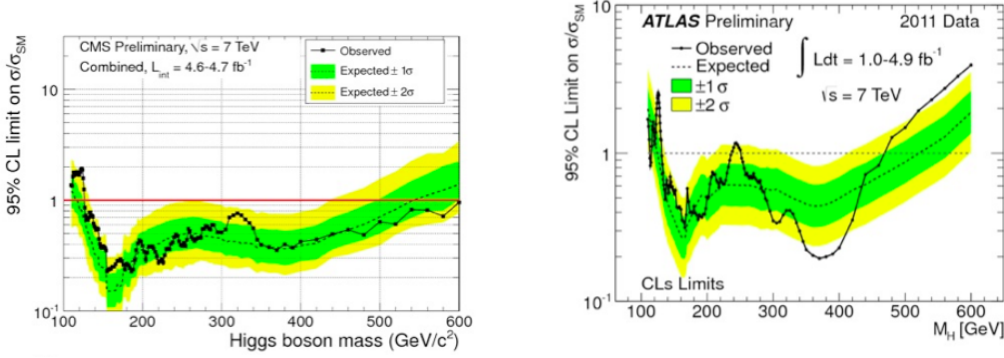 CMS Preliminary, √s = 7 TeV
Combined, L_int = 4.6-4.7 fb⁻¹
Observed
Expected ± 1σ
Expected ± 2σ
95% CL limit on σ/σ_SM
10
1
10⁻¹
100 200 300 400 500 600
Higgs boson mass (GeV/c²)
ATLAS Preliminary 2011 Data
Observed
Expected
±1 σ
±2 σ
∫ Ldt = 1.0-4.9 fb⁻¹
√s = 7 TeV
95% CL Limit on σ/σ_SM
10
1
10⁻¹
CLs Limits
100 200 300 400 500 600
M_H [GeV]